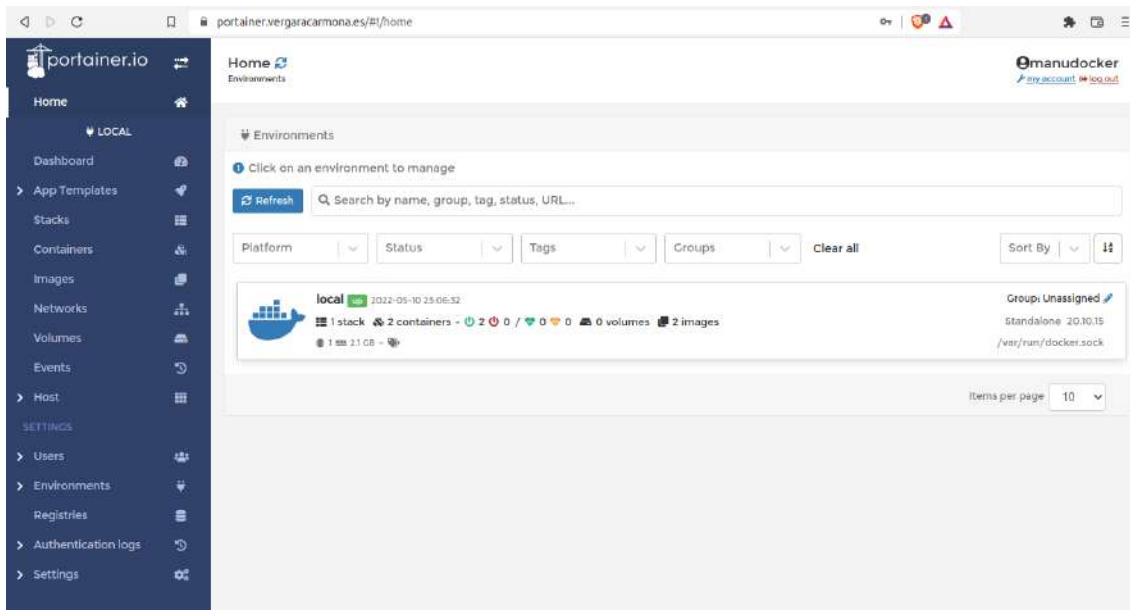 portainer.vergaracarmona.es/#!/home
portainer.io
Home
LOCAL
Dashboard
App Templates
Stacks
Containers
Images
Networks
Volumes
Events
Host
SETTINGS
Users
Environments
Registries
Authentication logs
Settings
Home
Environments
manudocker
my account log out
Environments
Click on an environment to manage
Refresh Search by name, group, tag, status, URL...
Platform Status Tags Groups Clear all Sort By
local up 2022-05-10 23:06:32 Group: Unassigned
1 stack 2 containers - 2 0 / 0 0 0 volumes 2 images Standalone 20.10.15
1 2.1 GB - /var/run/docker.sock
Items per page 10